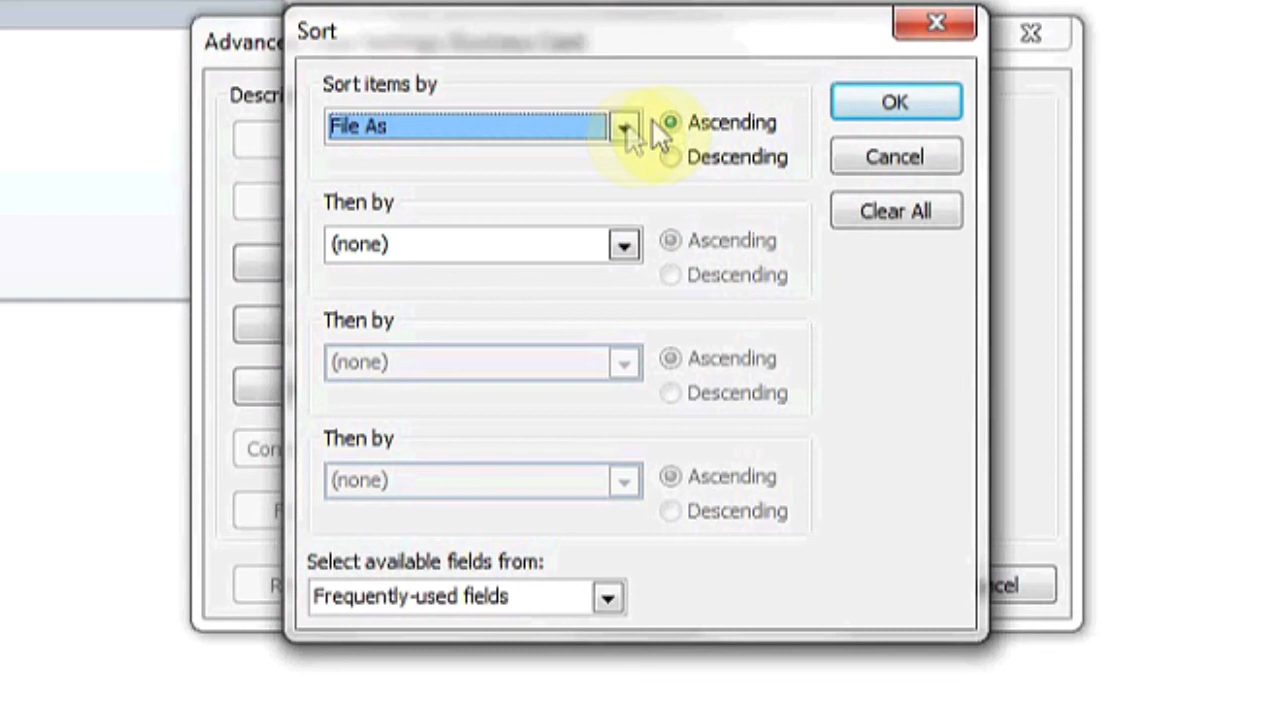 Sort
Advance
Descri
Sort items by
File As
Ascending
Descending
OK
Cancel
Clear All
Then by
(none)
Ascending
Descending
Then by
(none)
Ascending
Descending
Then by
(none)
Ascending
Descending
Con
F
R
Select available fields from:
Frequently-used fields
cel